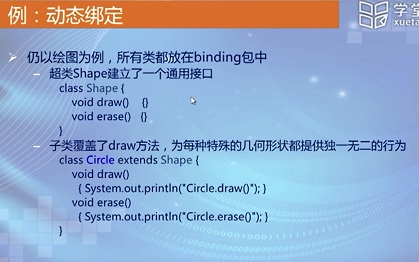 例：动态绑定
学堂
xueta
仍以绘图为例，所有类都放在binding包中
– 超类Shape建立了一个通用接口
class Shape {
void draw() {}
void erase() {}
}
– 子类覆盖了draw方法，为每种特殊的几何形状都提供独一无二的行为
class Circle extends Shape {
void draw()
{ System.out.println("Circle.draw()"); }
void erase()
{ System.out.println("Circle.erase()"); }
}